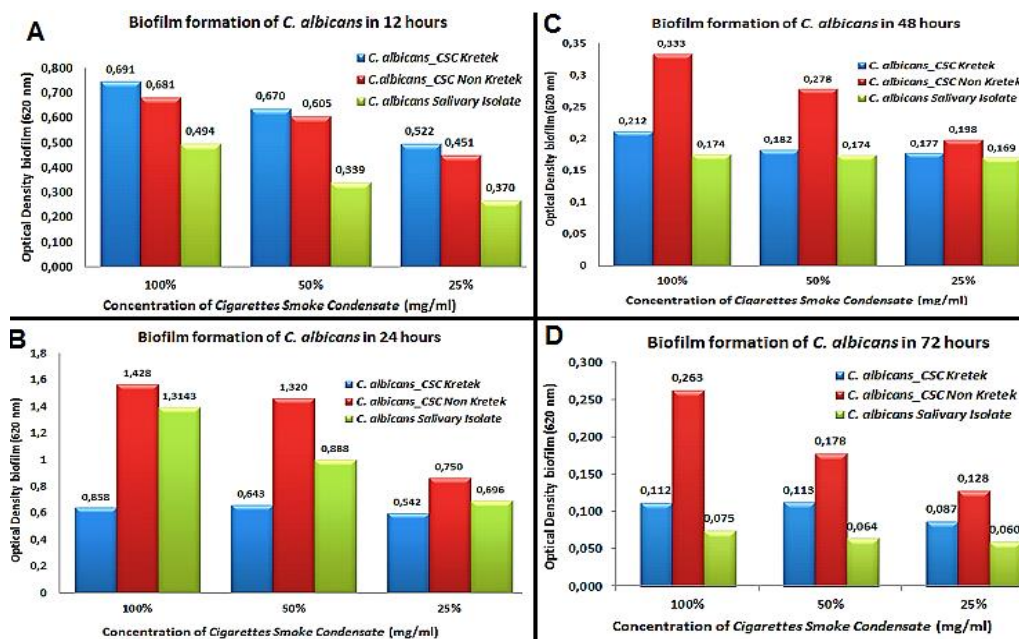 A
Biofilm formation of C. albicans in 12 hours
C. albicans_CSC Kretek
C.albicans_CSC Non Kretek
C. albicans Salivary Isolate
Optical Density biofilm (620 nm)
0,800
0,700
0,600
0,500
0,400
0,300
0,200
0,100
0,000
0,691
0,681
0,494
0,670
0,605
0,339
0,522
0,451
0,370
100%
50%
25%
Concentration of Cigarettes Smoke Condensate (mg/ml)
B
Biofilm formation of C. albicans in 24 hours
C. albicans_CSC Kretek
C. albicans_CSC Non Kretek
C. albicans Salivary Isolate
Optical Density biofilm (620 nm)
1,8
1,6
1,4
1,2
1
0,8
0,6
0,4
0,2
0
0,858
1,428
1,3143
0,643
1,320
0,888
0,542
0,750
0,696
100%
50%
25%
Concentration of Cigarettes Smoke Condensate (mg/ml)
C
Biofilm formation of C. albicans in 48 hours
C. albicans_CSC Kretek
C. albicans_CSC Non Kretek
C. albicans Salivary Isolate
Optical Density biofilm (620 nm)
0,35
0,3
0,25
0,2
0,15
0,1
0,05
0
0,212
0,333
0,174
0,182
0,278
0,174
0,177
0,198
0,169
100%
50%
25%
Concentration of Cigarettes Smoke Condensate (mg/ml)
D
Biofilm formation of C. albicans in 72 hours
C. albicans_CSC Kretek
C. albicans_CSC Non Kretek
C. albicans Salivary Isolate
Optical Density biofilm (620 nm)
0,300
0,250
0,200
0,150
0,100
0,050
0,000
0,112
0,263
0,075
0,113
0,178
0,064
0,087
0,128
0,060
100%
50%
25%
Concentration of Cigarettes Smoke Condensate (mg/ml)